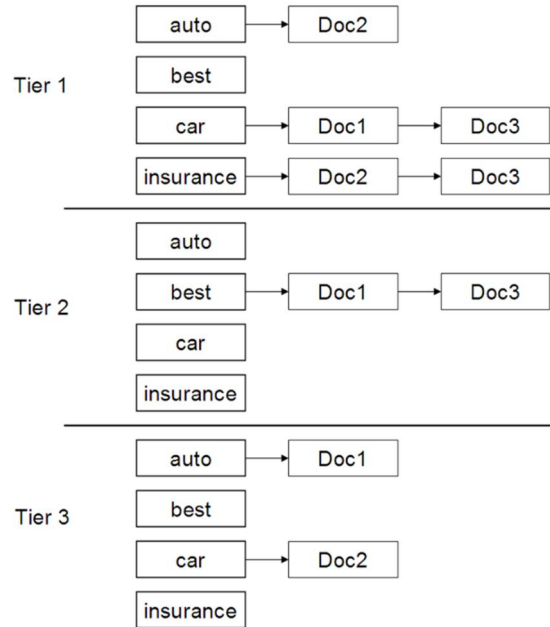 auto Doc2
Tier 1
best
car Doc1 Doc3
insurance Doc2 Doc3
auto
best Doc1 Doc3
Tier 2
car
insurance
auto Doc1
best
Tier 3
car Doc2
insurance